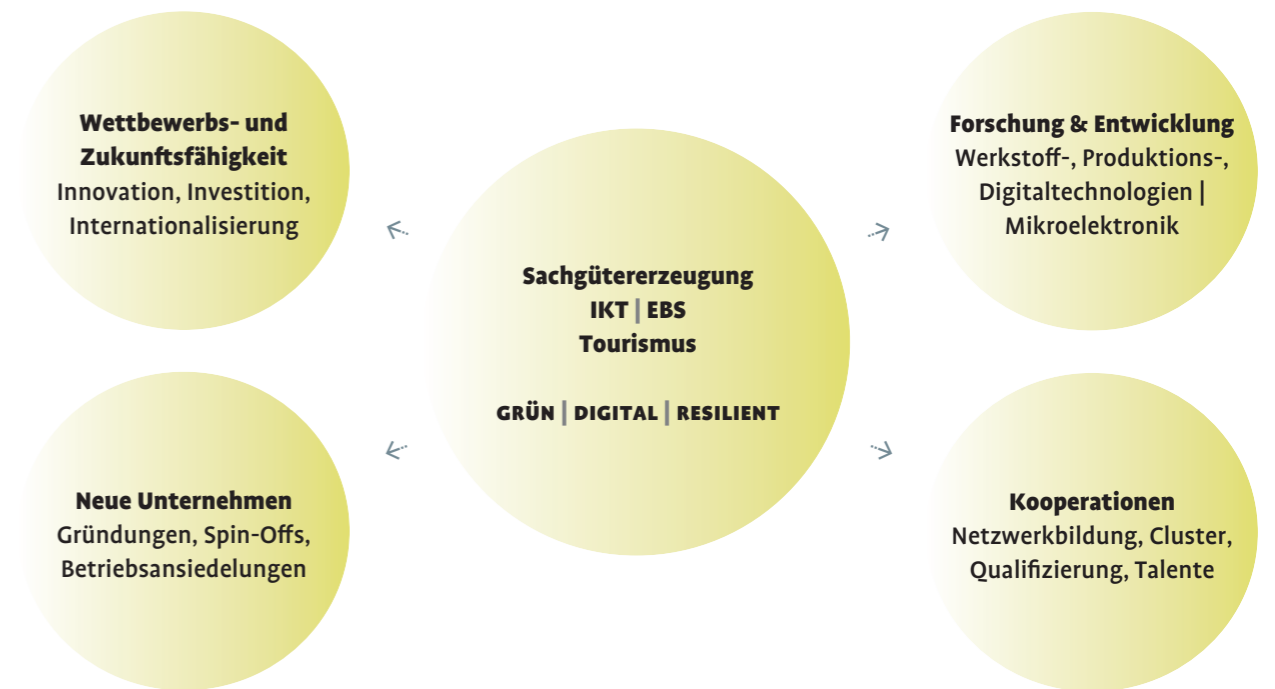 Wettbewerbs- und
Zukunftsfähigkeit
Innovation, Investition,
Internationalisierung
Forschung & Entwicklung
Werkstoff-, Produktions-,
Digitaltechnologien |
Mikroelektronik
Sachgütererzeugung
IKT | EBS
Tourismus
GRÜN | DIGITAL | RESILIENT
Neue Unternehmen
Gründungen, Spin-Offs,
Betriebsansiedelungen
Kooperationen
Netzwerkbildung, Cluster,
Qualifizierung, Talente